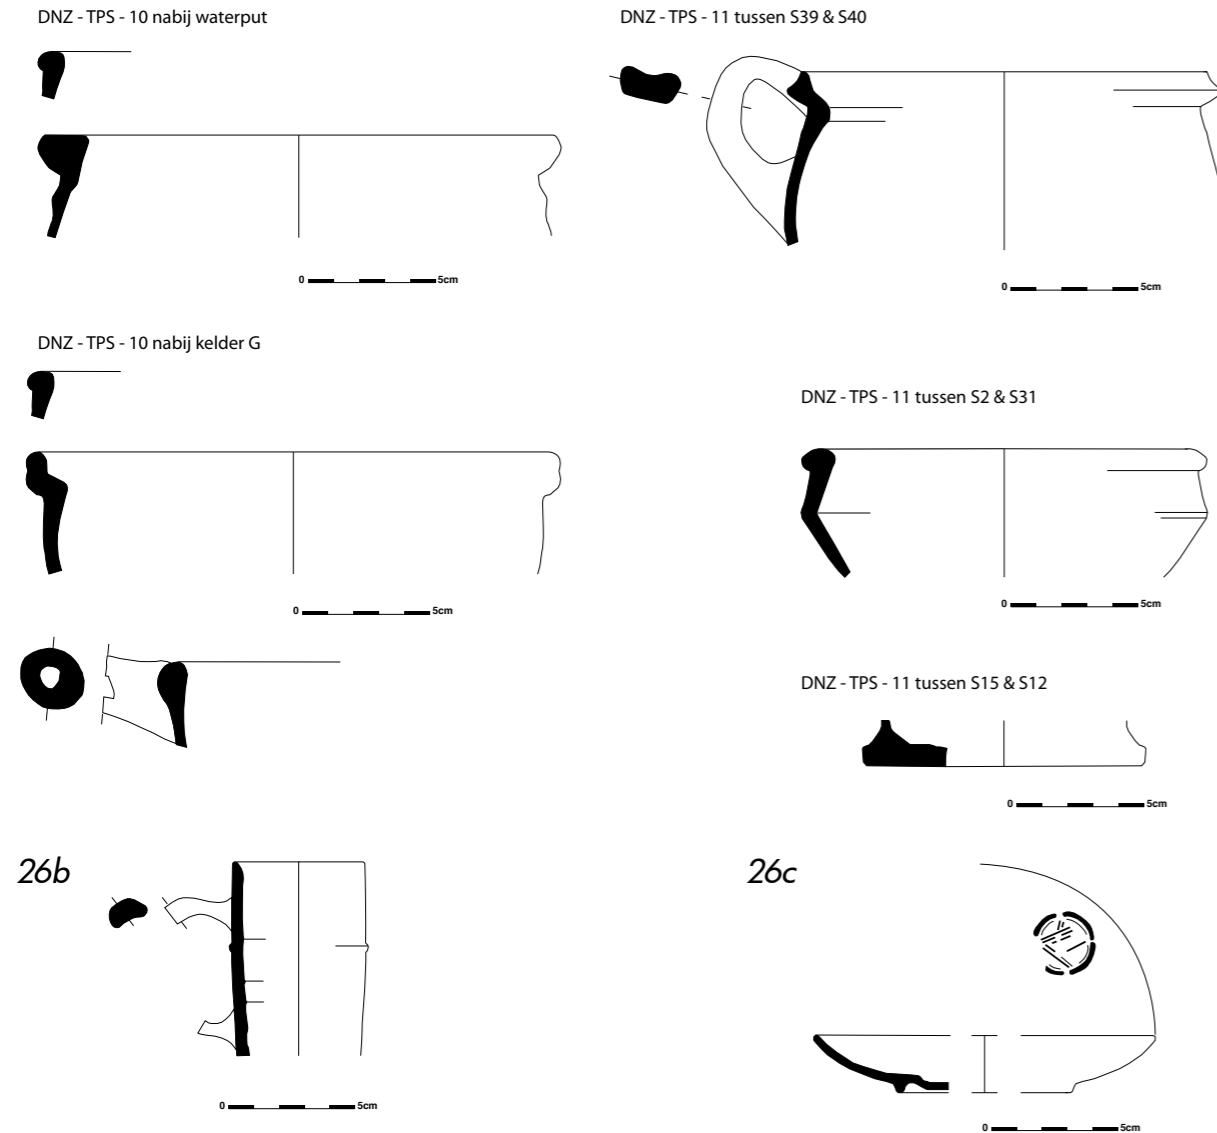 DNZ - TPS - 10 nabij waterput
DNZ - TPS - 11 tussen S39 & S40
0 5cm
0 5cm
DNZ - TPS - 10 nabij kelder G
DNZ - TPS - 11 tussen S2 & S31
0 5cm
0 5cm
DNZ - TPS - 11 tussen S15 & S12
0 5cm
26b
26c
0 5cm
0 5cm